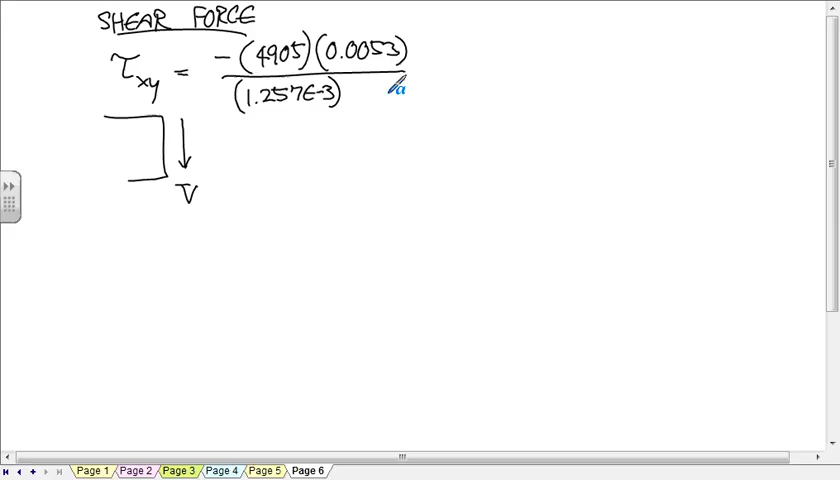 SHEAR FORCE
τxy = -(4905)(0.0053)
(1.257E-3)
V
Page 1 Page 2 Page 3 Page 4 Page 5 Page 6